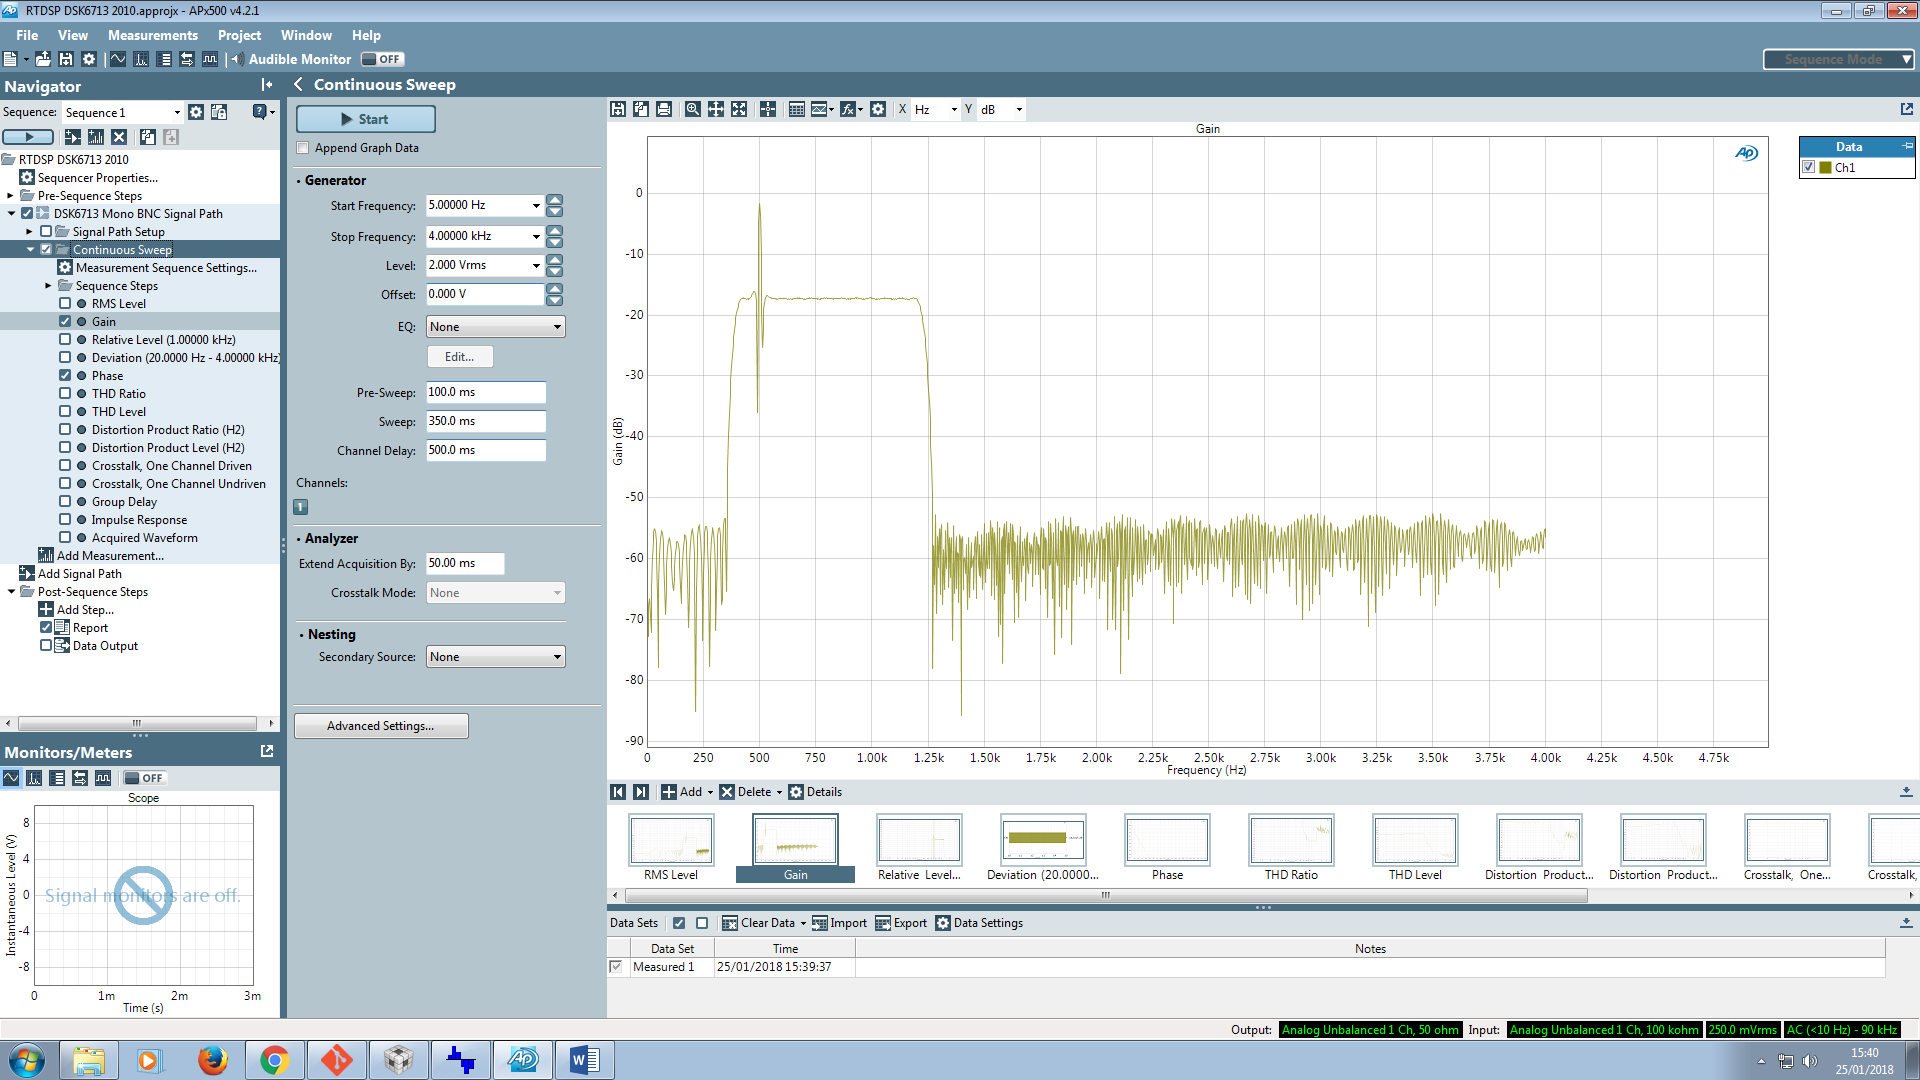 RTDSP DSK6713 2010.approjx - APx500 v4.2.1
File View Measurements Project Window Help
Audible Monitor OFF
Sequence Mode
Navigator
Sequence: Sequence 1
RTDSP DSK6713 2010
Sequencer Properties...
Pre-Sequence Steps
DSK6713 Mono BNC Signal Path
Signal Path Setup
Continuous Sweep
Measurement Sequence Settings...
Sequence Steps
RMS Level
Gain
Relative Level (1.00000 kHz)
Deviation (20.0000 Hz - 4.00000 kHz)
Phase
THD Ratio
THD Level
Distortion Product Ratio (H2)
Distortion Product Level (H2)
Crosstalk, One Channel Driven
Crosstalk, One Channel Undriven
Group Delay
Impulse Response
Acquired Waveform
Add Measurement...
Add Signal Path
Post-Sequence Steps
Add Step...
Report
Data Output
Monitors/Meters
OFF
Scope
Instantaneous Level (V)
8
4
0
-4
-8
Signal monitors are off.
0 1m 2m 3m
Time (s)
Continuous Sweep
Start
Append Graph Data
Generator
Start Frequency: 5.00000 Hz
Stop Frequency: 4.00000 kHz
Level: 2.000 Vrms
Offset: 0.000 V
EQ: None
Edit...
Pre-Sweep: 100.0 ms
Sweep: 350.0 ms
Channel Delay: 500.0 ms
Channels:
1
Analyzer
Extend Acquisition By: 50.00 ms
Crosstalk Mode: None
Nesting
Secondary Source: None
Advanced Settings...
X Hz Y dB
Gain
AP
Gain (dB)
0
-10
-20
-30
-40
-50
-60
-70
-80
-90
0 250 500 750 1.00k 1.25k 1.50k 1.75k 2.00k 2.25k 2.50k 2.75k 3.00k 3.25k 3.50k 3.75k 4.00k 4.25k 4.50k 4.75k
Frequency (Hz)
Data
Ch1
Add Delete Details
RMS Level Gain Relative Level... Deviation (20.0000... Phase THD Ratio THD Level Distortion Product... Distortion Product... Crosstalk, One... Crosstalk,
Data Sets Clear Data Import Export Data Settings
Data Set Time Notes
Measured 1 25/01/2018 15:39:37
Output: Analog Unbalanced 1 Ch, 50 ohm Input: Analog Unbalanced 1 Ch, 100 kohm 250.0 mVrms AC (<10 Hz) - 90 kHz
15:40
25/01/2018